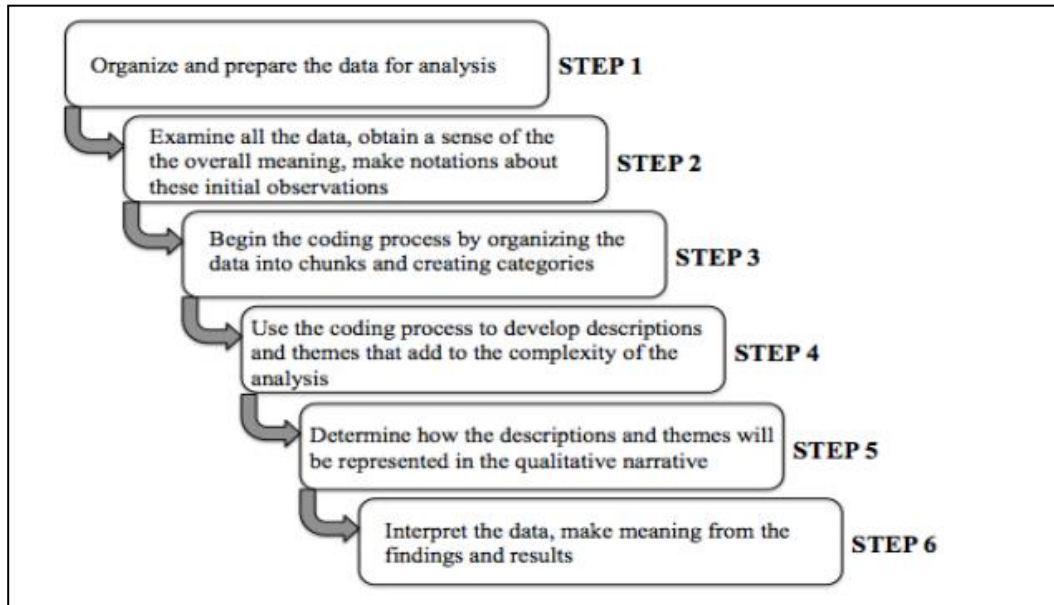 Organize and prepare the data for analysis
STEP 1
Examine all the data, obtain a sense of the
the overall meaning, make notations about
these initial observations
STEP 2
Begin the coding process by organizing the
data into chunks and creating categories
STEP 3
Use the coding process to develop descriptions
and themes that add to the complexity of the
analysis
STEP 4
Determine how the descriptions and themes will
be represented in the qualitative narrative
STEP 5
Interpret the data, make meaning from the
findings and results
STEP 6